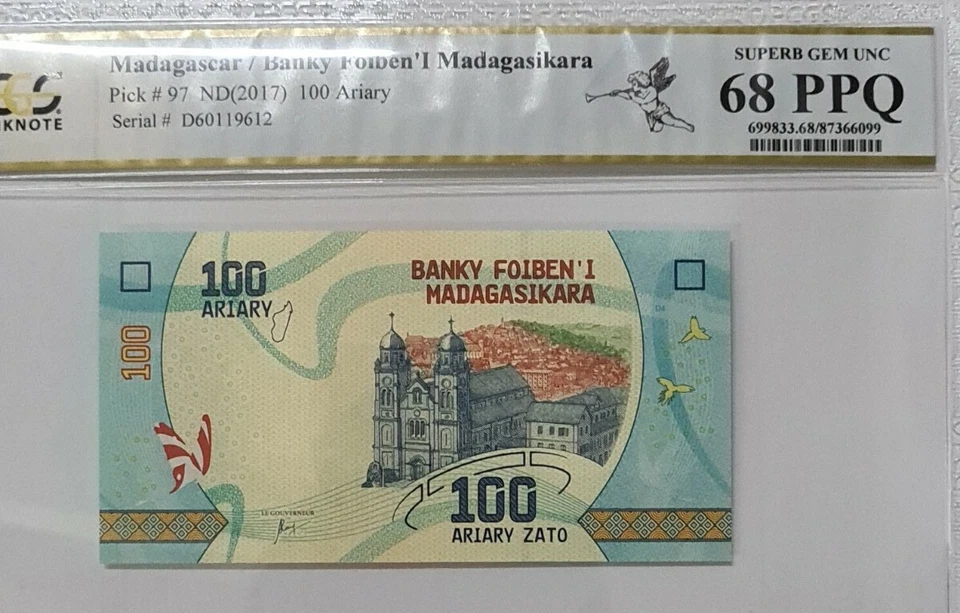 Madagascar / Banky Foiben'I Madagasikara
Pick # 97 ND(2017) 100 Ariary
Serial # D60119612
NKNOTE
SUPERB GEM UNC
68 PPQ
699833.68/87366099
100
ARIARY
BANKY FOIBEN'I
MADAGASIKARA
100
LE GOUVERNEUR
100
ARIARY ZATO